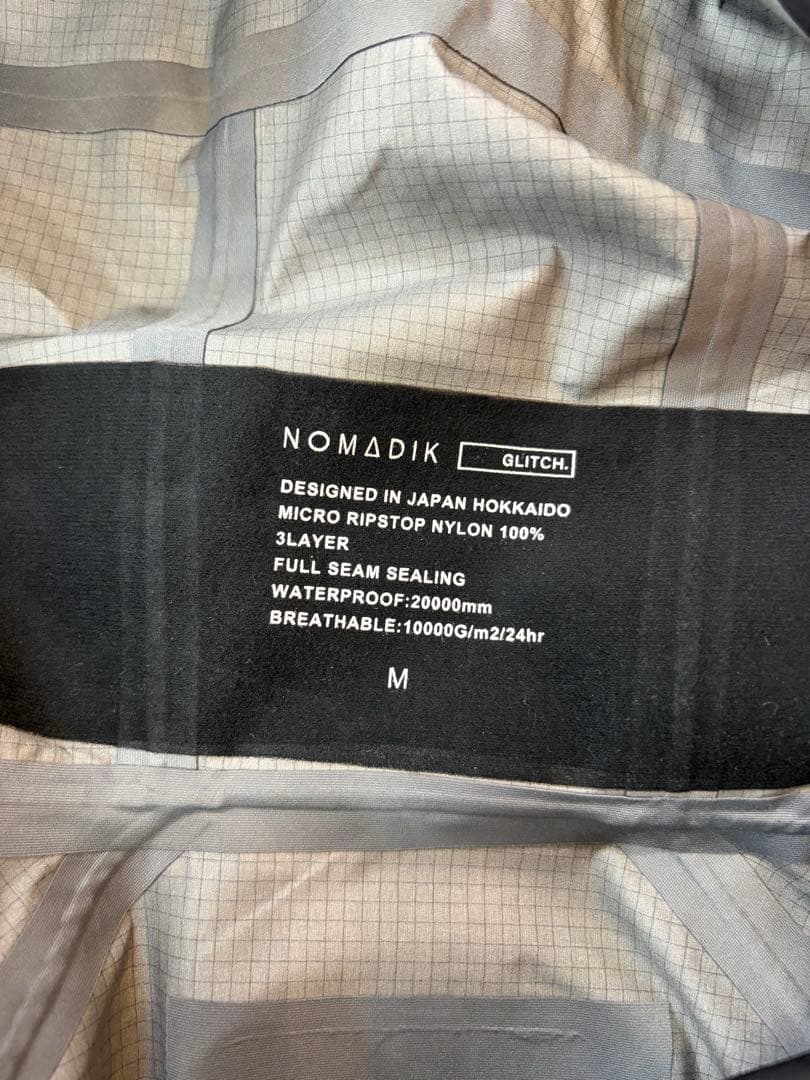 NOMADIK GLITCH.
DESIGNED IN JAPAN HOKKAIDO
MICRO RIPSTOP NYLON 100%
3LAYER
FULL SEAM SEALING
WATERPROOF:20000mm
BREATHABLE:10000G/m2/24hr
M